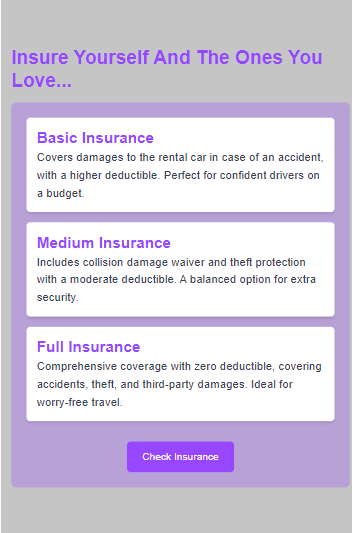 Insure Yourself And The Ones You
Love...
Basic Insurance
Covers damages to the rental car in case of an accident,
with a higher deductible. Perfect for confident drivers on
a budget.
Medium Insurance
Includes collision damage waiver and theft protection
with a moderate deductible. A balanced option for extra
security.
Full Insurance
Comprehensive coverage with zero deductible, covering
accidents, theft, and third-party damages. Ideal for
worry-free travel.
Check Insurance